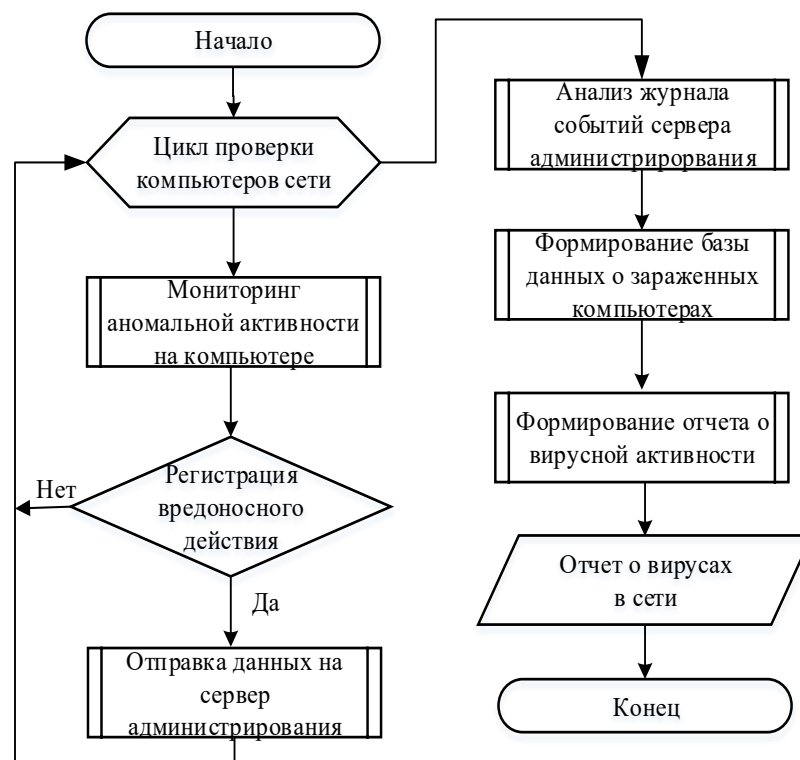 Начало
Цикл проверки
компьютеров сети
Мониторинг
аномальной активности
на компьютере
Регистрация
вредоносного
действия
Нет
Да
Отправка данных на
сервер
администрирования
Анализ журнала
событий сервера
администрирорвания
Формирование базы
данных о зараженных
компьютерах
Формирование отчета о
вирусной активности
Отчет о вирусах
в сети
Конец